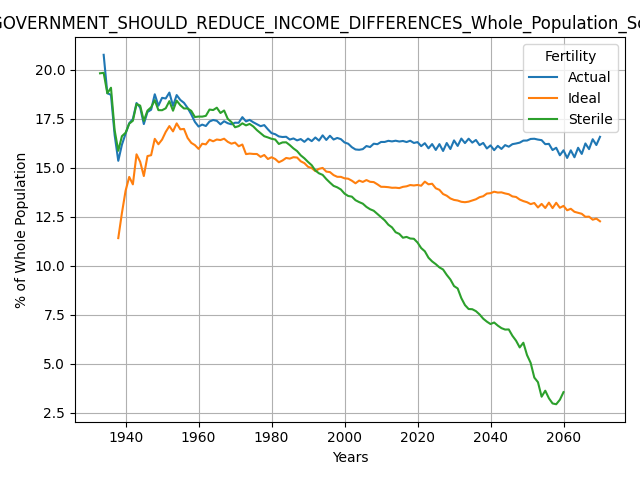 GOVERNMENT_SHOULD_REDUCE_INCOME_DIFFERENCES_Whole_Population_S
Fertility
Actual
Ideal
Sterile
% of Whole Population
20.0
17.5
15.0
12.5
10.0
7.5
5.0
2.5
1940
1960
1980
2000
2020
2040
2060
Years